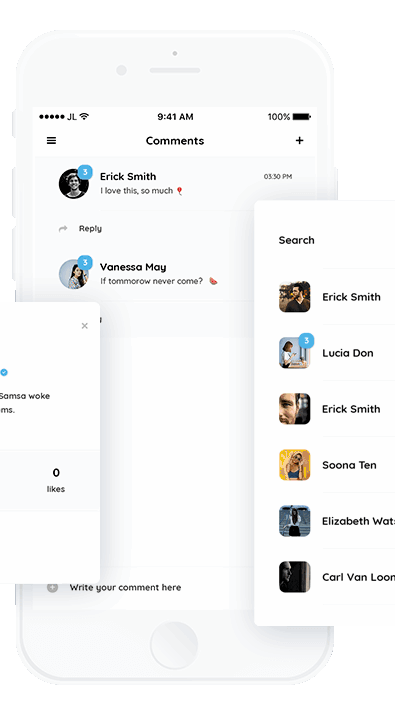 JL
9:41 AM
100%
Comments
3
Erick Smith
03:30 PM
I love this, so much
Reply
3
Vanessa May
If tommorow never come?
Samsa woke
0
likes
Write your comment here
Search
Erick Smith
3
Lucia Don
Erick Smith
Soona Ten
Elizabeth
Carl Van Loon